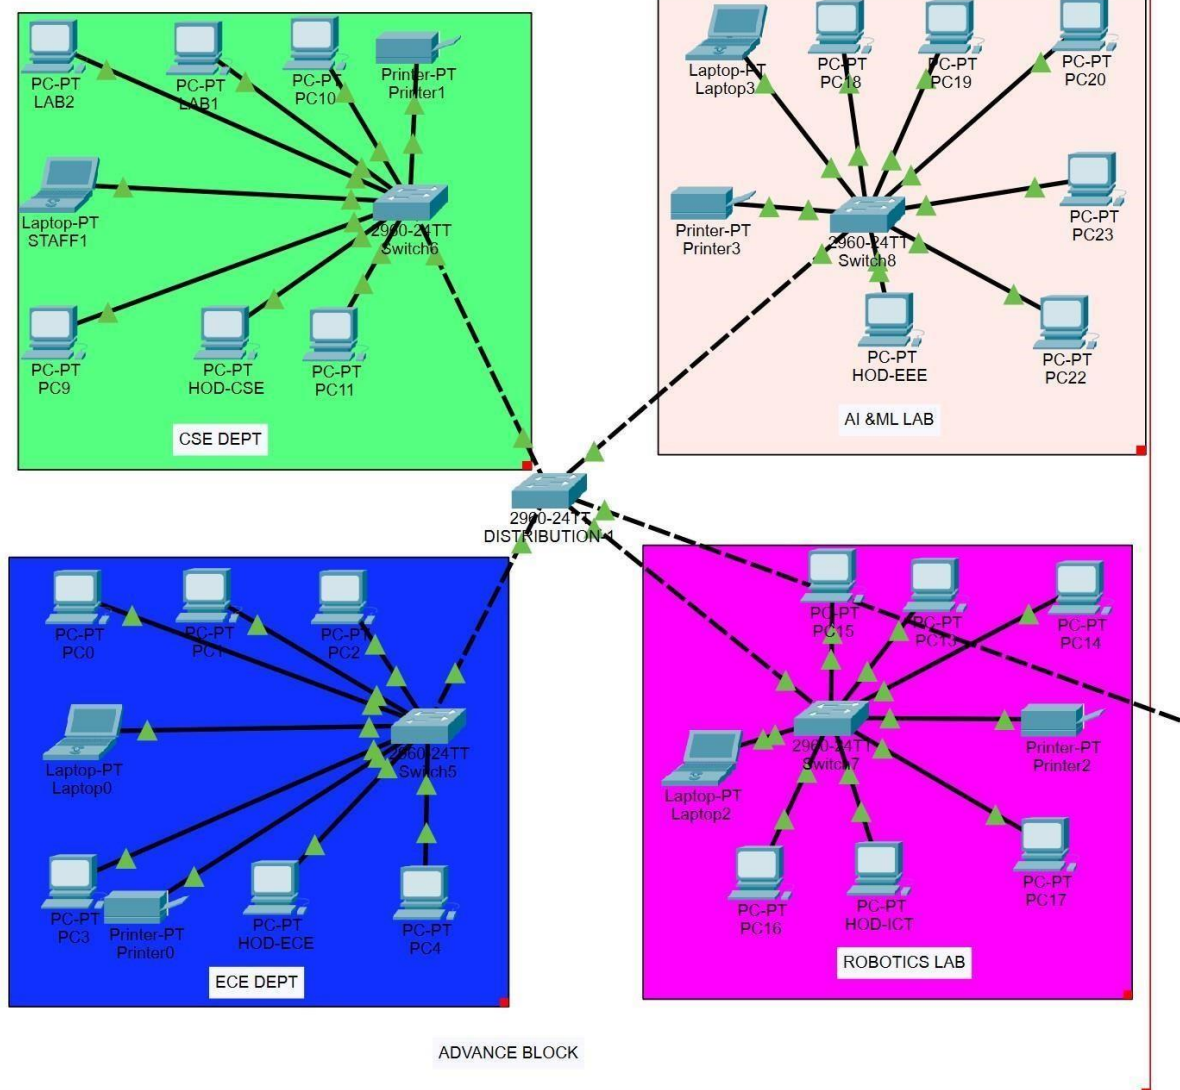 PC-PT
LAB2
PC-PT
LAB1
PC-PT
PC10
Printer-PT
Printer1
Laptop-PT
STAFF1
2960-24TT
Switch6
PC-PT
PC9
PC-PT
HOD-CSE
PC-PT
PC11
CSE DEPT
Laptop-PT
Laptop3
PC-PT
PC18
PC-PT
PC19
PC-PT
PC20
Printer-PT
Printer3
2960-24TT
Switch8
PC-PT
PC23
PC-PT
HOD-EEE
PC-PT
PC22
AI &ML LAB
2960-24TT
DISTRIBUTION-1
PC-PT
PC0
PC-PT
PC1
PC-PT
PC2
Laptop-PT
Laptop0
2960-24TT
Switch5
PC-PT
PC3
Printer-PT
Printer0
PC-PT
HOD-ECE
PC-PT
PC4
ECE DEPT
PC-PT
PC15
PC-PT
PC13
PC-PT
PC14
Laptop-PT
Laptop2
2960-24TT
Switch7
Printer-PT
Printer2
PC-PT
PC16
PC-PT
HOD-ICT
PC-PT
PC17
ROBOTICS LAB
ADVANCE BLOCK